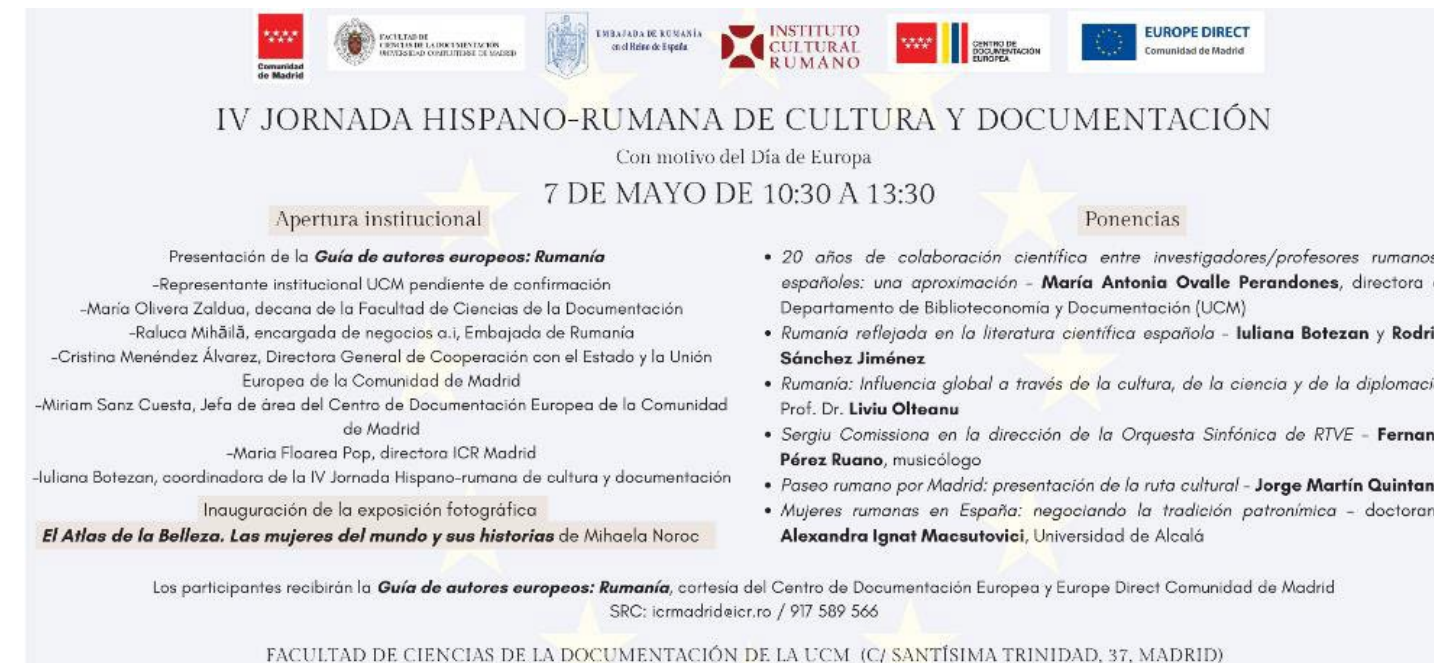 Comunidad
de Madrid
FACULTAD DE
CIENCIAS DE LA DOCUMENTACIÓN
UNIVERSIDAD COMPLUTENSE DE MADRID
EMBAJADA DE RUMANÍA
en el Reino de España
INSTITUTO
CULTURAL
RUMANO
CENTRO DE
DOCUMENTACIÓN
EUROPEA
EUROPE DIRECT
Comunidad de Madrid
IV JORNADA HISPANO-RUMANA DE CULTURA Y DOCUMENTACIÓN
Con motivo del Día de Europa
7 DE MAYO DE 10:30 A 13:30
Apertura institucional
Presentación de la Guía de autores europeos: Rumanía
-Representante institucional UCM pendiente de confirmación
-María Olivera Zaldua, decana de la Facultad de Ciencias de la Documentación
-Raluca Mihăilă, encargada de negocios a.i, Embajada de Rumanía
-Cristina Menéndez Álvarez, Directora General de Cooperación con el Estado y la Unión
Europea de la Comunidad de Madrid
-Miriam Sanz Cuesta, Jefa de área del Centro de Documentación Europea de la Comunidad
de Madrid
-Maria Floarea Pop, directora ICR Madrid
-Iuliana Botezan, coordinadora de la IV Jornada Hispano-rumana de cultura y documentación
Inauguración de la exposición fotográfica
El Atlas de la Belleza. Las mujeres del mundo y sus historias de Mihaela Noroc
Ponencias
• 20 años de colaboración científica entre investigadores/profesores rumanos
españoles: una aproximación - María Antonia Ovalle Perandones, directora
Departamento de Biblioteconomía y Documentación (UCM)
• Rumanía reflejada en la literatura científica española - Iuliana Botezan y Rodri
Sánchez Jiménez
• Rumanía: Influencia global a través de la cultura, de la ciencia y de la diplomaci
Prof. Dr. Liviu Olteanu
• Sergiu Comissiona en la dirección de la Orquesta Sinfónica de RTVE - Fernan
Pérez Ruano, musicólogo
• Paseo rumano por Madrid: presentación de la ruta cultural - Jorge Martín Quintan
• Mujeres rumanas en España: negociando la tradición patronímica - doctoran
Alexandra Ignat Macsutovici, Universidad de Alcalá
Los participantes recibirán la Guía de autores europeos: Rumanía, cortesía del Centro de Documentación Europea y Europe Direct Comunidad de Madrid
SRC: icrmadrid@icr.ro / 917 589 566
FACULTAD DE CIENCIAS DE LA DOCUMENTACIÓN DE LA UCM (C/ SANTÍSIMA TRINIDAD, 37, MADRID)